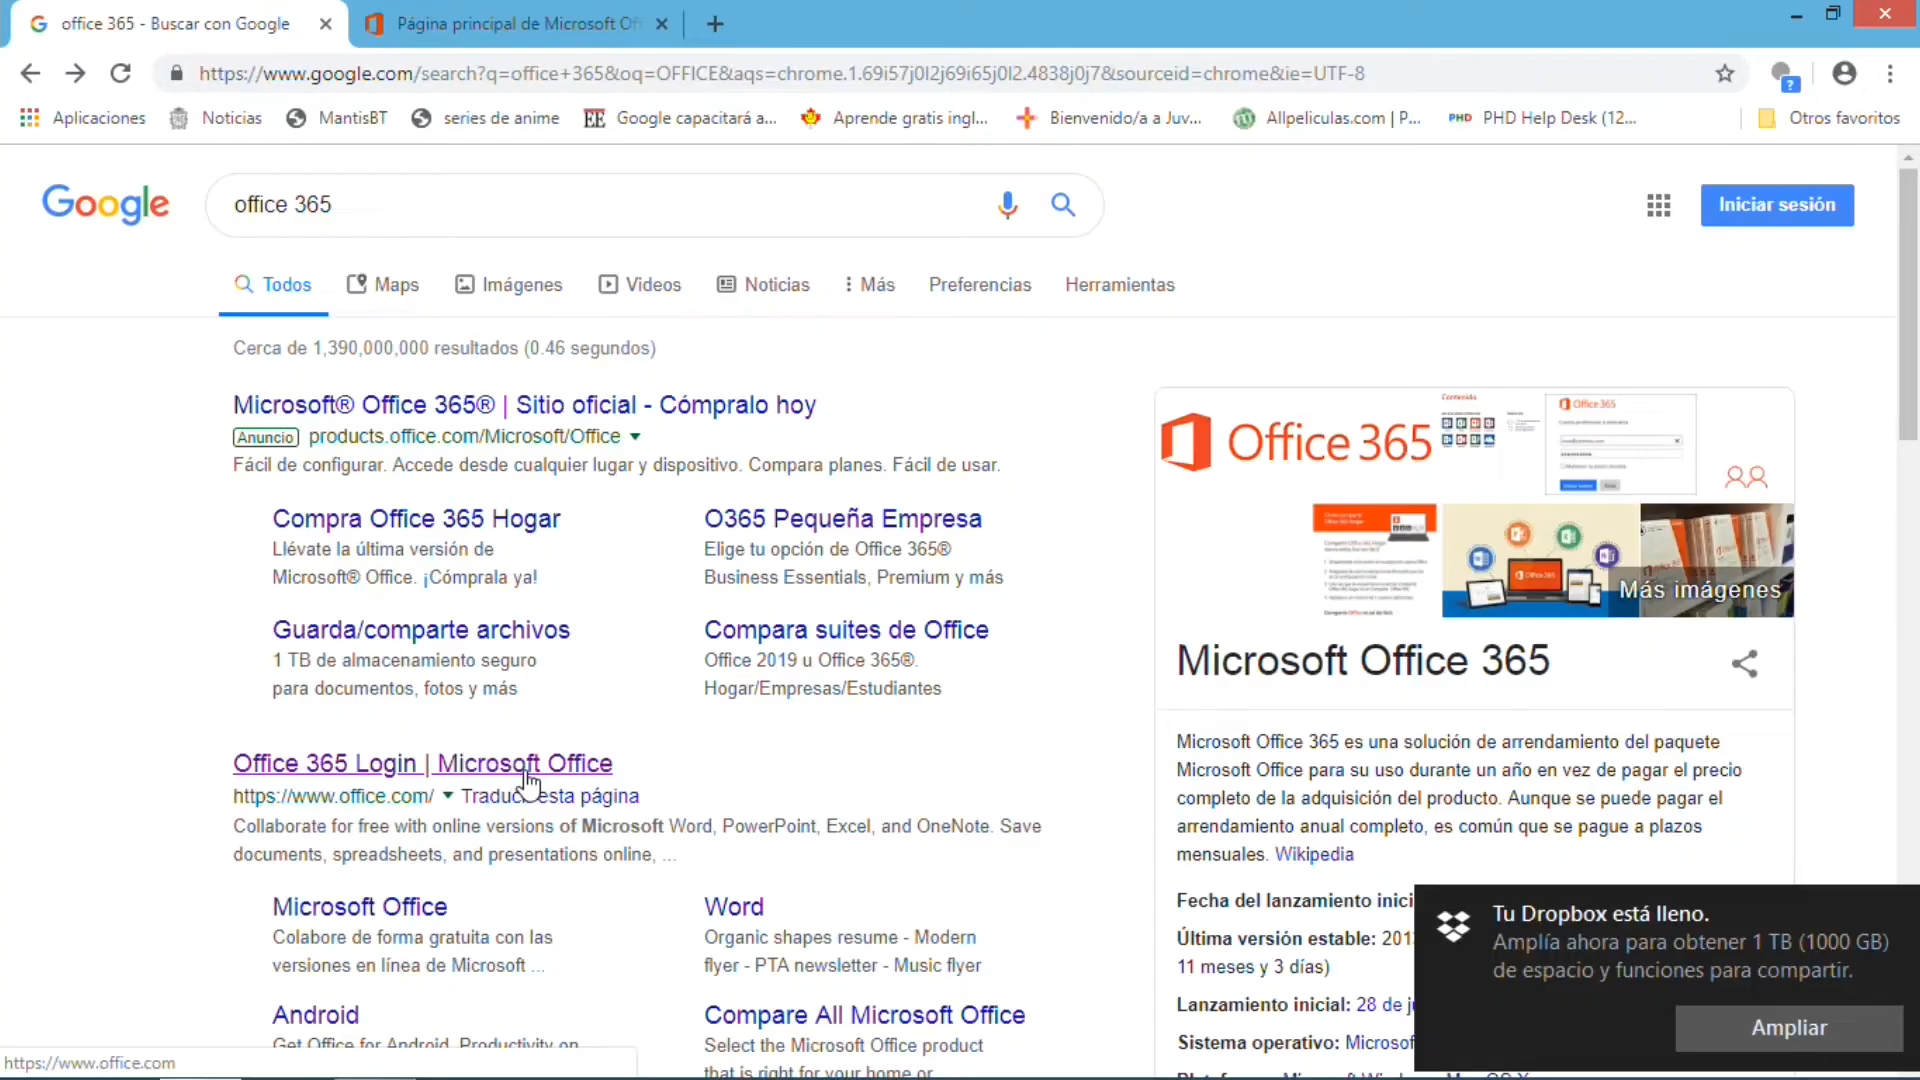 office 365 - Buscar con Google
Página principal de Microsoft Of
https://www.google.com/search?q=office+365&oq=OFFICE&aqs=chrome.1.69i57j0l2j69i65j0l2.4838j0j7&sourceid=chrome&ie=UTF-8
Aplicaciones Noticias MantisBT series de anime EE Google capacitará a... Aprende gratis ingl... Bienvenido/a a Juv... Allpeliculas.com | P... PHD PHD Help Desk (12... Otros favoritos
Google office 365 Iniciar sesión
Todos Maps Imágenes Videos Noticias Más Preferencias Herramientas
Cerca de 1,390,000,000 resultados (0.46 segundos)
Microsoft® Office 365® | Sitio oficial - Cómpralo hoy
Anuncio products.office.com/Microsoft/Office
Fácil de configurar. Accede desde cualquier lugar y dispositivo. Compara planes. Fácil de usar.
Compra Office 365 Hogar
Llévate la última versión de
Microsoft® Office. ¡Cómprala ya!
O365 Pequeña Empresa
Elige tu opción de Office 365®
Business Essentials, Premium y más
Guarda/comparte archivos
1 TB de almacenamiento seguro
para documentos, fotos y más
Compara suites de Office
Office 2019 u Office 365®.
Hogar/Empresas/Estudiantes
Office 365 Login | Microsoft Office
https://www.office.com/ Traducir esta página
Collaborate for free with online versions of Microsoft Word, PowerPoint, Excel, and OneNote. Save
documents, spreadsheets, and presentations online, ...
Microsoft Office
Colabore de forma gratuita con las
versiones en línea de Microsoft ...
Word
Organic shapes resume - Modern
flyer - PTA newsletter - Music flyer
Android
Get Office for Android. Productivity on
Compare All Microsoft Office
Select the Microsoft Office product
that is right for your home or
https://www.office.com
Office 365
Contenido
Office 365
Office 365
Más imágenes
Microsoft Office 365
Microsoft Office 365 es una solución de arrendamiento del paquete
Microsoft Office para su uso durante un año en vez de pagar el precio
completo de la adquisición del producto. Aunque se puede pagar el
arrendamiento anual completo, es común que se pague a plazos
mensuales. Wikipedia
Fecha del lanzamiento inici
Última versión estable: 201
11 meses y 3 días)
Lanzamiento inicial: 28 de j
Sistema operativo: Microsof
Tu Dropbox está lleno.
Amplía ahora para obtener 1 TB (1000 GB)
de espacio y funciones para compartir.
Ampliar